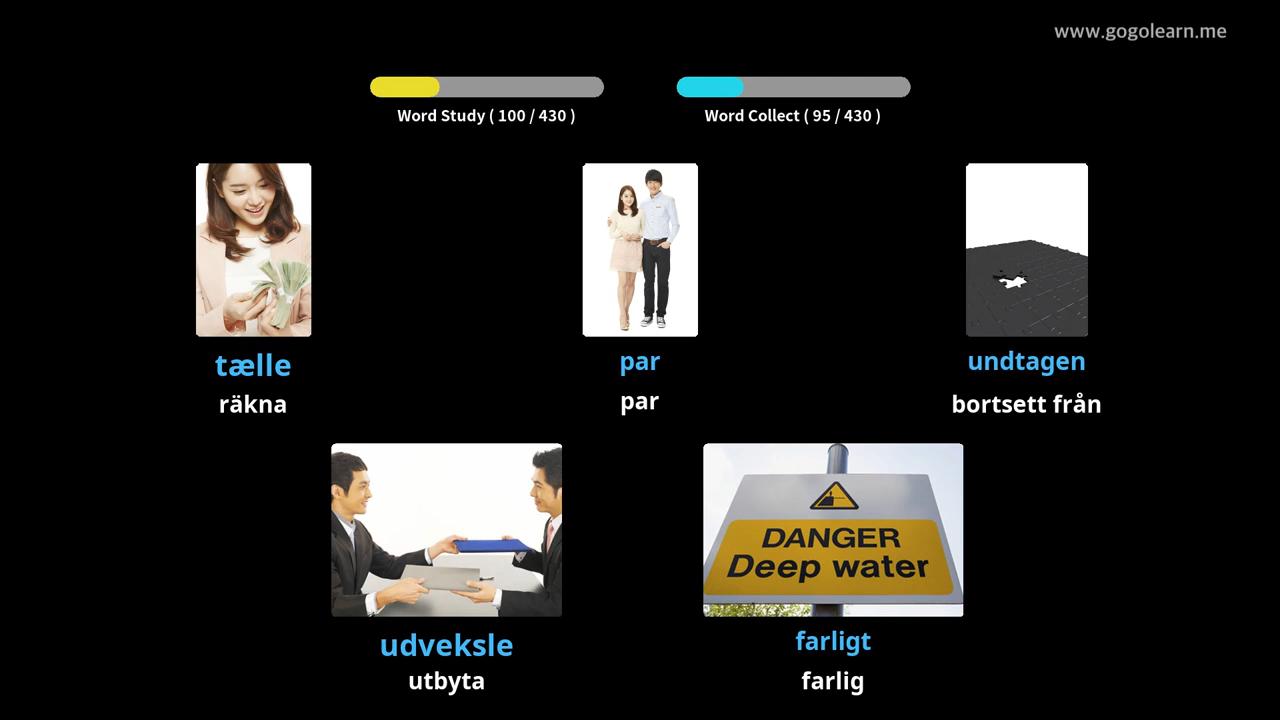 www.gogolearn.me
Word Study ( 100 / 430 )
Word Collect ( 95 / 430 )
tælle
räkna
par
par
undtagen
bortsett från
DANGER
Deep water
udveksle
utbyta
farligt
farlig